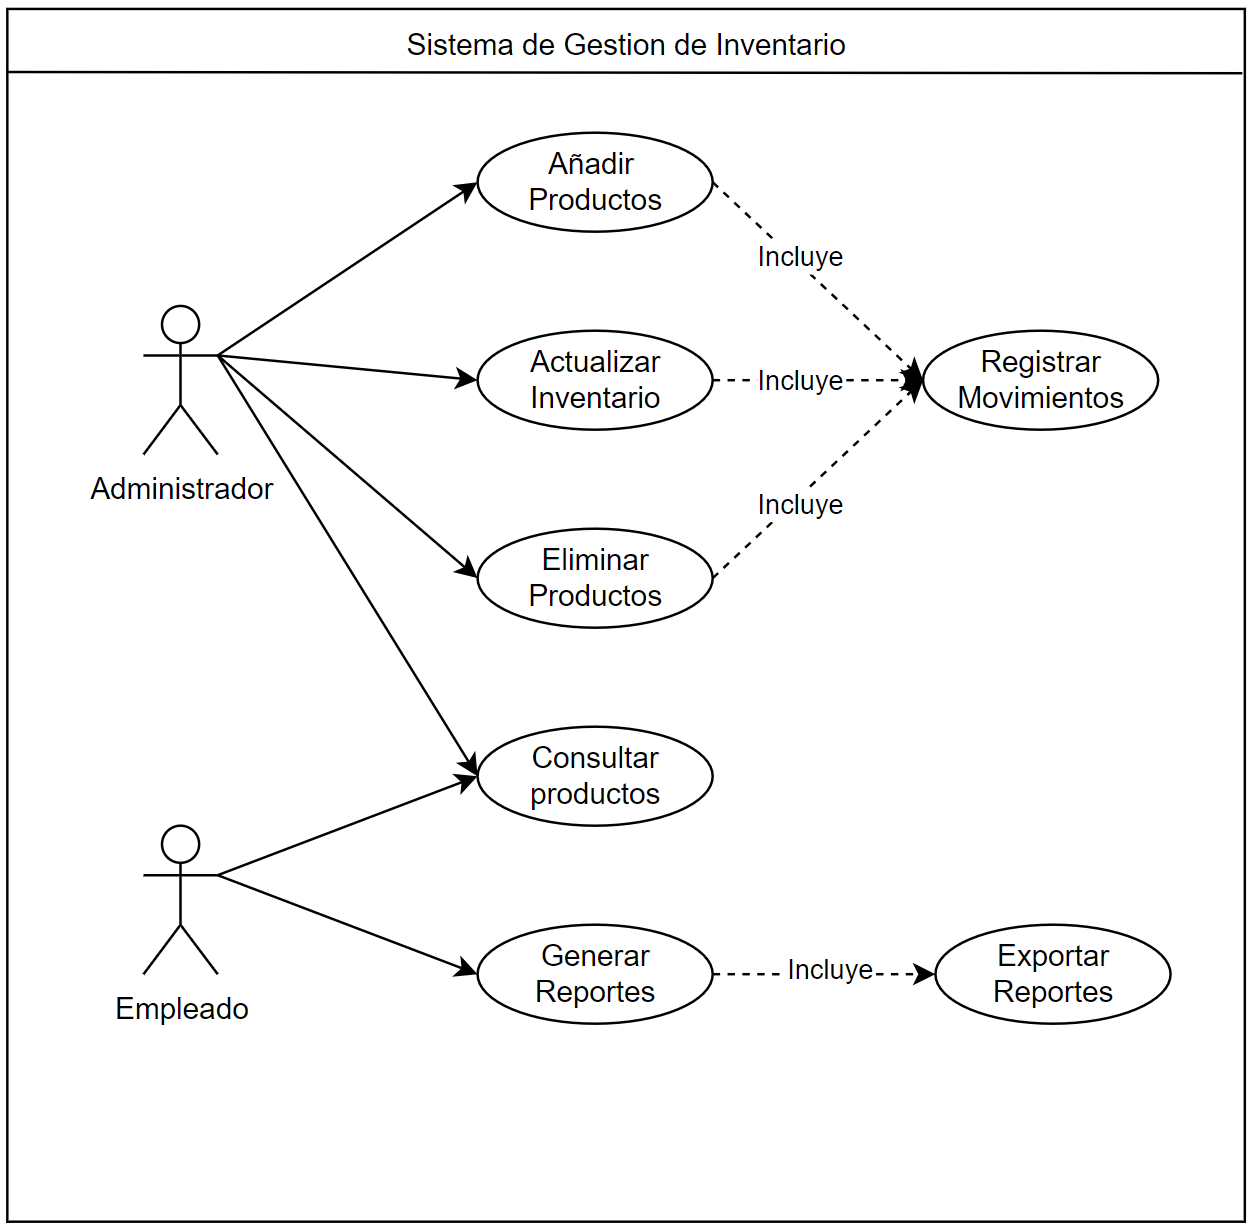 Sistema de Gestion de Inventario
Añadir
Productos
Incluye
Actualizar
Inventario
Incluye
Registrar
Movimientos
Administrador
Incluye
Eliminar
Productos
Consultar
productos
Empleado
Generar
Reportes
Incluye
Exportar
Reportes